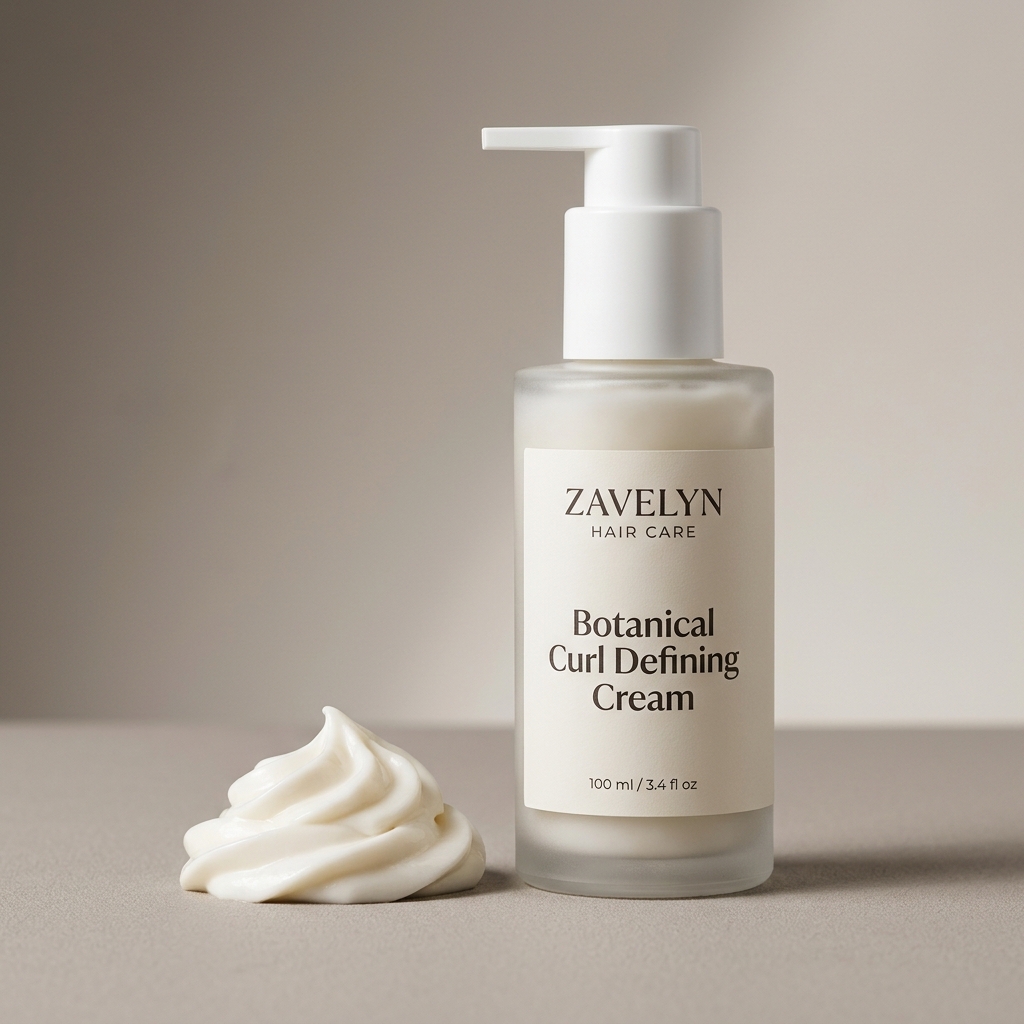 ZAVELYN
HAIR CARE
Botanical
Curl Defining
Cream
100 ml / 3.4 fl oz